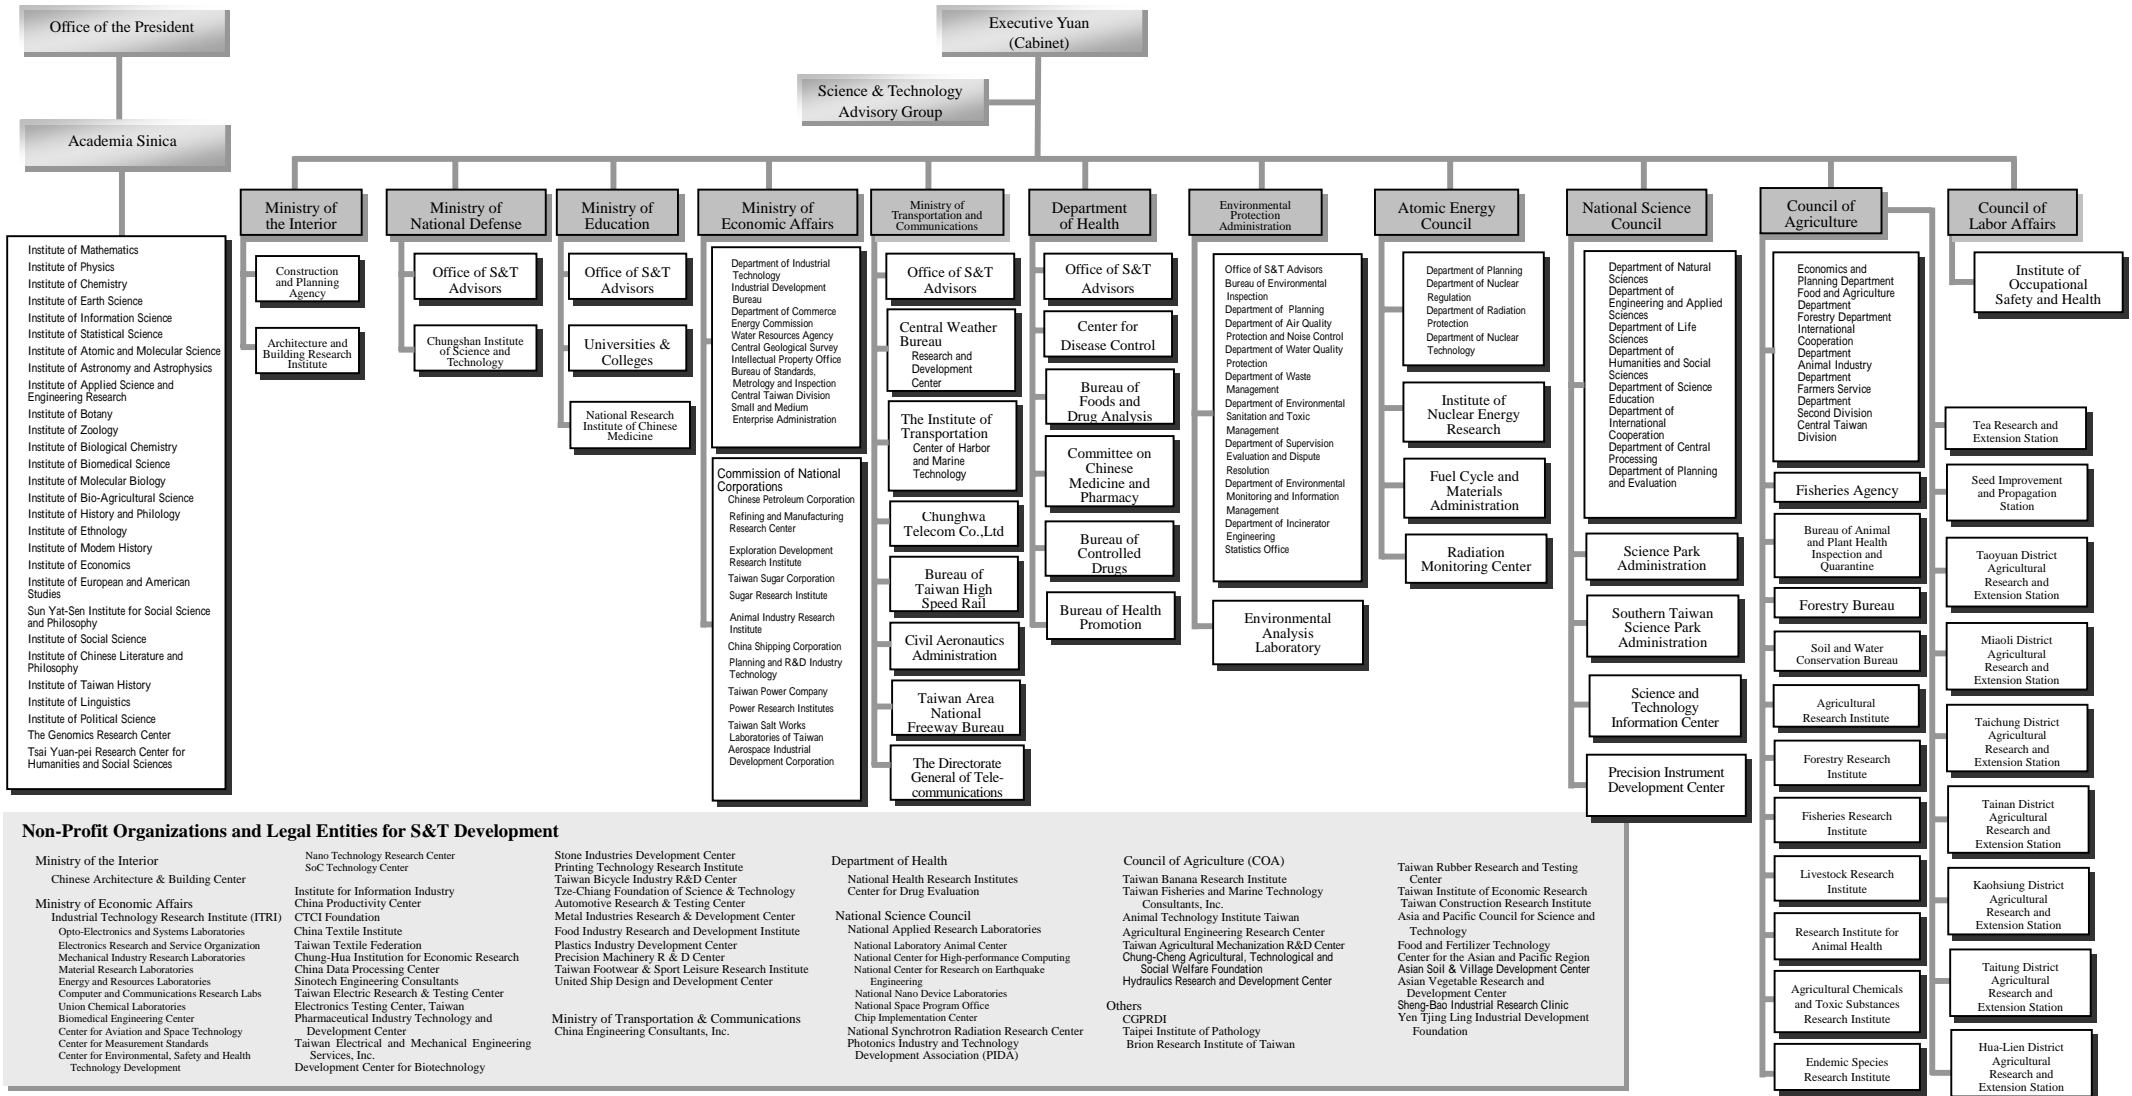 Office of the President
Academia Sinica
Institute of Mathematics
Institute of Physics
Institute of Chemistry
Institute of Earth Science
Institute of Information Science
Institute of Statistical Science
Institute of Atomic and Molecular Science
Institute of Astronomy and Astrophysics
Institute of Applied Science and
Engineering Research
Institute of Botany
Institute of Zoology
Institute of Biological Chemistry
Institute of Biomedical Science
Institute of Molecular Biology
Institute of Bio-Agricultural Science
Institute of History and Philology
Institute of Ethnology
Institute of Modern History
Institute of Economics
Institute of European and American
Studies
Sun Yat-Sen Institute for Social Science
and Philosophy
Institute of Social Science
Institute of Chinese Literature and
Philosophy
Institute of Taiwan History
Institute of Linguistics
Institute of Political Science
The Genomics Research Center
Tsai Yuan-pei Research Center for
Humanities and Social Sciences
Executive Yuan
(Cabinet)
Science & Technology
Advisory Group
Ministry of
the Interior
Construction
and Planning
Agency
Architecture and
Building Research
Institute
Ministry of
National Defense
Office of S&T
Advisors
Chungshan Institute
of Science and
Technology
Ministry of
Education
Office of S&T
Advisors
Universities &
Colleges
National Research
Institute of Chinese
Medicine
Ministry of
Economic Affairs
Department of Industrial
Technology
Industrial Development
Bureau
Department of Commerce
Energy Commission
Water Resources Agency
Central Geological Survey
Intellectual Property Office
Bureau of Standards,
Metrology and Inspection
Central Taiwan Division
Small and Medium
Enterprise Administration
Commission of National
Corporations
Chinese Petroleum Corporation
Refining and Manufacturing
Research Center
Exploration Development
Research Institute
Taiwan Sugar Corporation
Sugar Research Institute
Animal Industry Research
Institute
China Shipping Corporation
Planning and R&D Industry
Technology
Taiwan Power Company
Power Research Institutes
Taiwan Salt Works
Laboratories of Taiwan
Aerospace Industrial
Development Corporation
Ministry of
Transportation and
Communications
Office of S&T
Advisors
Central Weather
Bureau
Research and
Development
Center
The Institute of
Transportation
Center of Harbor
and Marine
Technology
Chunghwa
Telecom Co.,Ltd
Bureau of
Taiwan High
Speed Rail
Civil Aeronautics
Administration
Taiwan Area
National
Freeway Bureau
The Directorate
General of Tele-
communications
Department
of Health
Office of S&T
Advisors
Center for
Disease Control
Bureau of
Foods and
Drug Analysis
Committee on
Chinese
Medicine and
Pharmacy
Bureau of
Controlled
Drugs
Bureau of Health
Promotion
Environmental
Protection
Administration
Office of S&T Advisors
Bureau of Environmental
Inspection
Department of Planning
Department of Air Quality
Protection and Noise Control
Department of Water Quality
Protection
Department of Waste
Management
Department of Environmental
Sanitation and Toxic
Management
Department of Supervision
Evaluation and Dispute
Resolution
Department of Environmental
Monitoring and Information
Management
Department of Incinerator
Engineering
Statistics Office
Environmental
Analysis
Laboratory
Atomic Energy
Council
Department of Planning
Department of Nuclear
Regulation
Department of Radiation
Protection
Department of Nuclear
Technology
Institute of
Nuclear Energy
Research
Fuel Cycle and
Materials
Administration
Radiation
Monitoring Center
National Science
Council
Department of Natural
Sciences
Department of
Engineering and Applied
Sciences
Department of Life
Sciences
Department of
Humanities and Social
Sciences
Department of Science
Education
Department of
International
Cooperation
Department of Central
Processing
Department of Planning
and Evaluation
Science Park
Administration
Southern Taiwan
Science Park
Administration
Science and
Technology
Information Center
Precision Instrument
Development Center
Council of
Agriculture
Economics and
Planning Department
Food and Agriculture
Department
Forestry Department
International
Cooperation
Department
Animal Industry
Department
Farmers Service
Department
Second Division
Central Taiwan
Division
Fisheries Agency
Bureau of Animal
and Plant Health
Inspection and
Quarantine
Forestry Bureau
Soil and Water
Conservation Bureau
Agricultural
Research Institute
Forestry Research
Institute
Fisheries Research
Institute
Livestock Research
Institute
Research Institute for
Animal Health
Agricultural Chemicals
and Toxic Substances
Research Institute
Endemic Species
Research Institute
Council of
Labor Affairs
Institute of
Occupational
Safety and Health
Tea Research and
Extension Station
Seed Improvement
and Propagation
Station
Taoyuan District
Agricultural
Research and
Extension Station
Miaoli District
Agricultural
Research and
Extension Station
Taichung District
Agricultural
Research and
Extension Station
Tainan District
Agricultural
Research and
Extension Station
Kaohsiung District
Agricultural
Research and
Extension Station
Taitung District
Agricultural
Research and
Extension Station
Hua-Lien District
Agricultural
Research and
Extension Station
Non-Profit Organizations and Legal Entities for S&T Development
Ministry of the Interior
Chinese Architecture & Building Center
Ministry of Economic Affairs
Industrial Technology Research Institute (ITRI)
Opto-Electronics and Systems Laboratories
Electronics Research and Service Organization
Mechanical Industry Research Laboratories
Material Research Laboratories
Energy and Resources Laboratories
Computer and Communications Research Labs
Union Chemical Laboratories
Biomedical Engineering Center
Center for Aviation and Space Technology
Center for Measurement Standards
Center for Environmental, Safety and Health
Technology Development
Nano Technology Research Center
SoC Technology Center
Institute for Information Industry
China Productivity Center
CTCI Foundation
China Textile Institute
Taiwan Textile Federation
Chung-Hua Institution for Economic Research
China Data Processing Center
Sinotech Engineering Consultants
Taiwan Electric Research & Testing Center
Electronics Testing Center, Taiwan
Pharmaceutical Industry Technology and
Development Center
Taiwan Electrical and Mechanical Engineering
Services, Inc.
Development Center for Biotechnology
Stone Industries Development Center
Printing Technology Research Institute
Taiwan Bicycle Industry R&D Center
Tze-Chiang Foundation of Science & Technology
Automotive Research & Testing Center
Metal Industries Research & Development Center
Food Industry Research and Development Institute
Plastics Industry Development Center
Precision Machinery R & D Center
Taiwan Footwear & Sport Leisure Research Institute
United Ship Design and Development Center
Ministry of Transportation & Communications
China Engineering Consultants, Inc.
Department of Health
National Health Research Institutes
Center for Drug Evaluation
National Science Council
National Applied Research Laboratories
National Laboratory Animal Center
National Center for High-performance Computing
National Center for Research on Earthquake
Engineering
National Nano Device Laboratories
National Space Program Office
Chip Implementation Center
National Synchrotron Radiation Research Center
Photonics Industry and Technology
Development Association (PIDA)
Council of Agriculture (COA)
Taiwan Banana Research Institute
Taiwan Fisheries and Marine Technology
Consultants, Inc.
Animal Technology Institute Taiwan
Agricultural Engineering Research Center
Taiwan Agricultural Mechanization R&D Center
Chung-Cheng Agricultural, Technological and
Social Welfare Foundation
Hydraulics Research and Development Center
Others
CGPRDI
Taipei Institute of Pathology
Brion Research Institute of Taiwan
Taiwan Rubber Research and Testing
Center
Taiwan Institute of Economic Research
Taiwan Construction Research Institute
Asia and Pacific Council for Science and
Technology
Food and Fertilizer Technology
Center for the Asian and Pacific Region
Asian Soil & Village Development Center
Asian Vegetable Research and
Development Center
Sheng-Bao Industrial Research Clinic
Yen Tjing Ling Industrial Development
Foundation